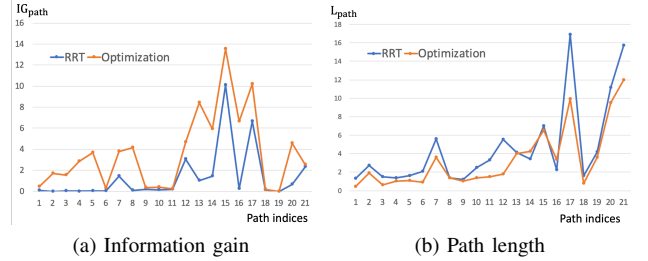 IG_path
16
14
12
10
8
6
4
2
0
RRT Optimization
1 2 3 4 5 6 7 8 9 10 11 12 13 14 15 16 17 18 19 20 21
Path indices
(a) Information gain
L_path
18
16
14
12
10
8
6
4
2
0
RRT Optimization
1 2 3 4 5 6 7 8 9 10 11 12 13 14 15 16 17 18 19 20 21
Path indices
(b) Path length